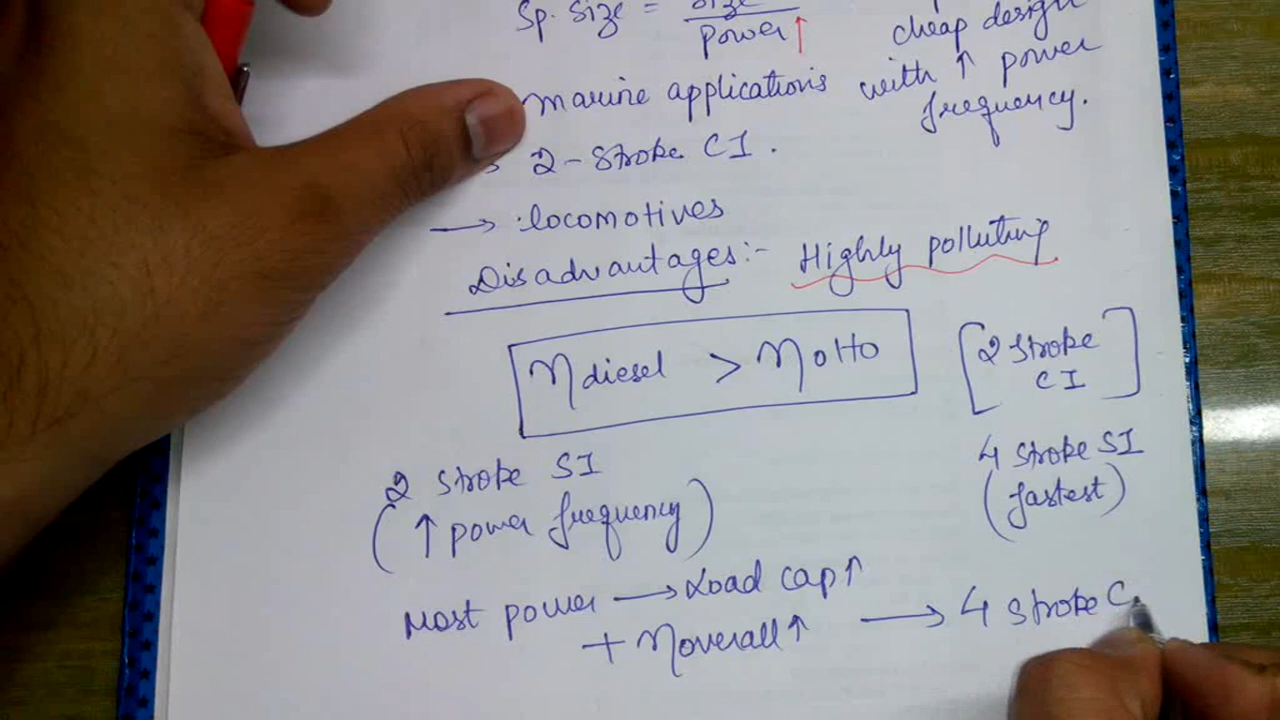 Sp. Size = Size / Power↑
cheap design
marine applications with ↑ power
frequency.
2-Stroke CI.
→ locomotives
Disadvantages:- Highly polluting
ηdiesel > ηotto [2 Stroke CI]
2 Stroke SI
(↑ power frequency)
4 Stroke SI
(fastest)
Most power → Load cap↑
+ ηoverall↑ → 4 Stroke C